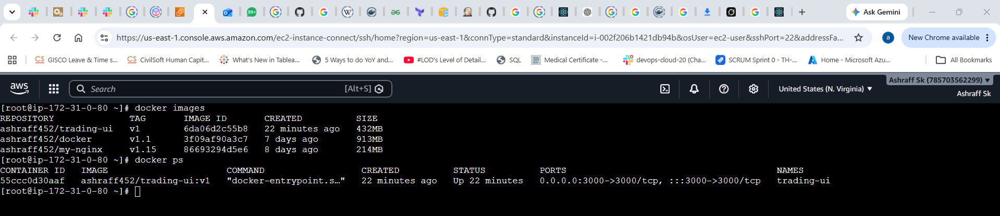 99+
Ask Gemini
https://us-east-1.console.aws.amazon.com/ec2-instance-connect/ssh/home?region=us-east-1&connType=standard&instanceId=i-002f206b1421db94b&osUser=ec2-user&sshPort=22&addressFa...
a
New Chrome available
CS GISCO Leave & Time s...
CS CivilSoft Human Capit...
What's New in Tablea...
5 Ways to do YoY and...
#LOD's Level of Detail...
SQL
Medical Certificate -...
devops-cloud-20 (Cha...
SCRUM Sprint 0 - TH-...
Home - Microsoft Azu...
All Bookmarks
aws
Search
[Alt+S]
United States (N. Virginia)
Ashraff Sk (785703562299)
Ashraff Sk
[root@ip-172-31-0-80 ~]# docker images
REPOSITORY TAG IMAGE ID CREATED SIZE
ashraff452/trading-ui v1 6da06d2c55b8 22 minutes ago 432MB
ashraff452/docker v1.1 3f09af90a3c7 7 days ago 913MB
ashraff452/my-nginx v1.15 86693294d5e6 8 days ago 214MB
[root@ip-172-31-0-80 ~]# docker ps
CONTAINER ID IMAGE COMMAND CREATED STATUS PORTS NAMES
55ccc0d30aaf ashraff452/trading-ui:v1 "docker-entrypoint.s…" 22 minutes ago Up 22 minutes 0.0.0.0:3000->3000/tcp, :::3000->3000/tcp trading-ui
[root@ip-172-31-0-80 ~]#